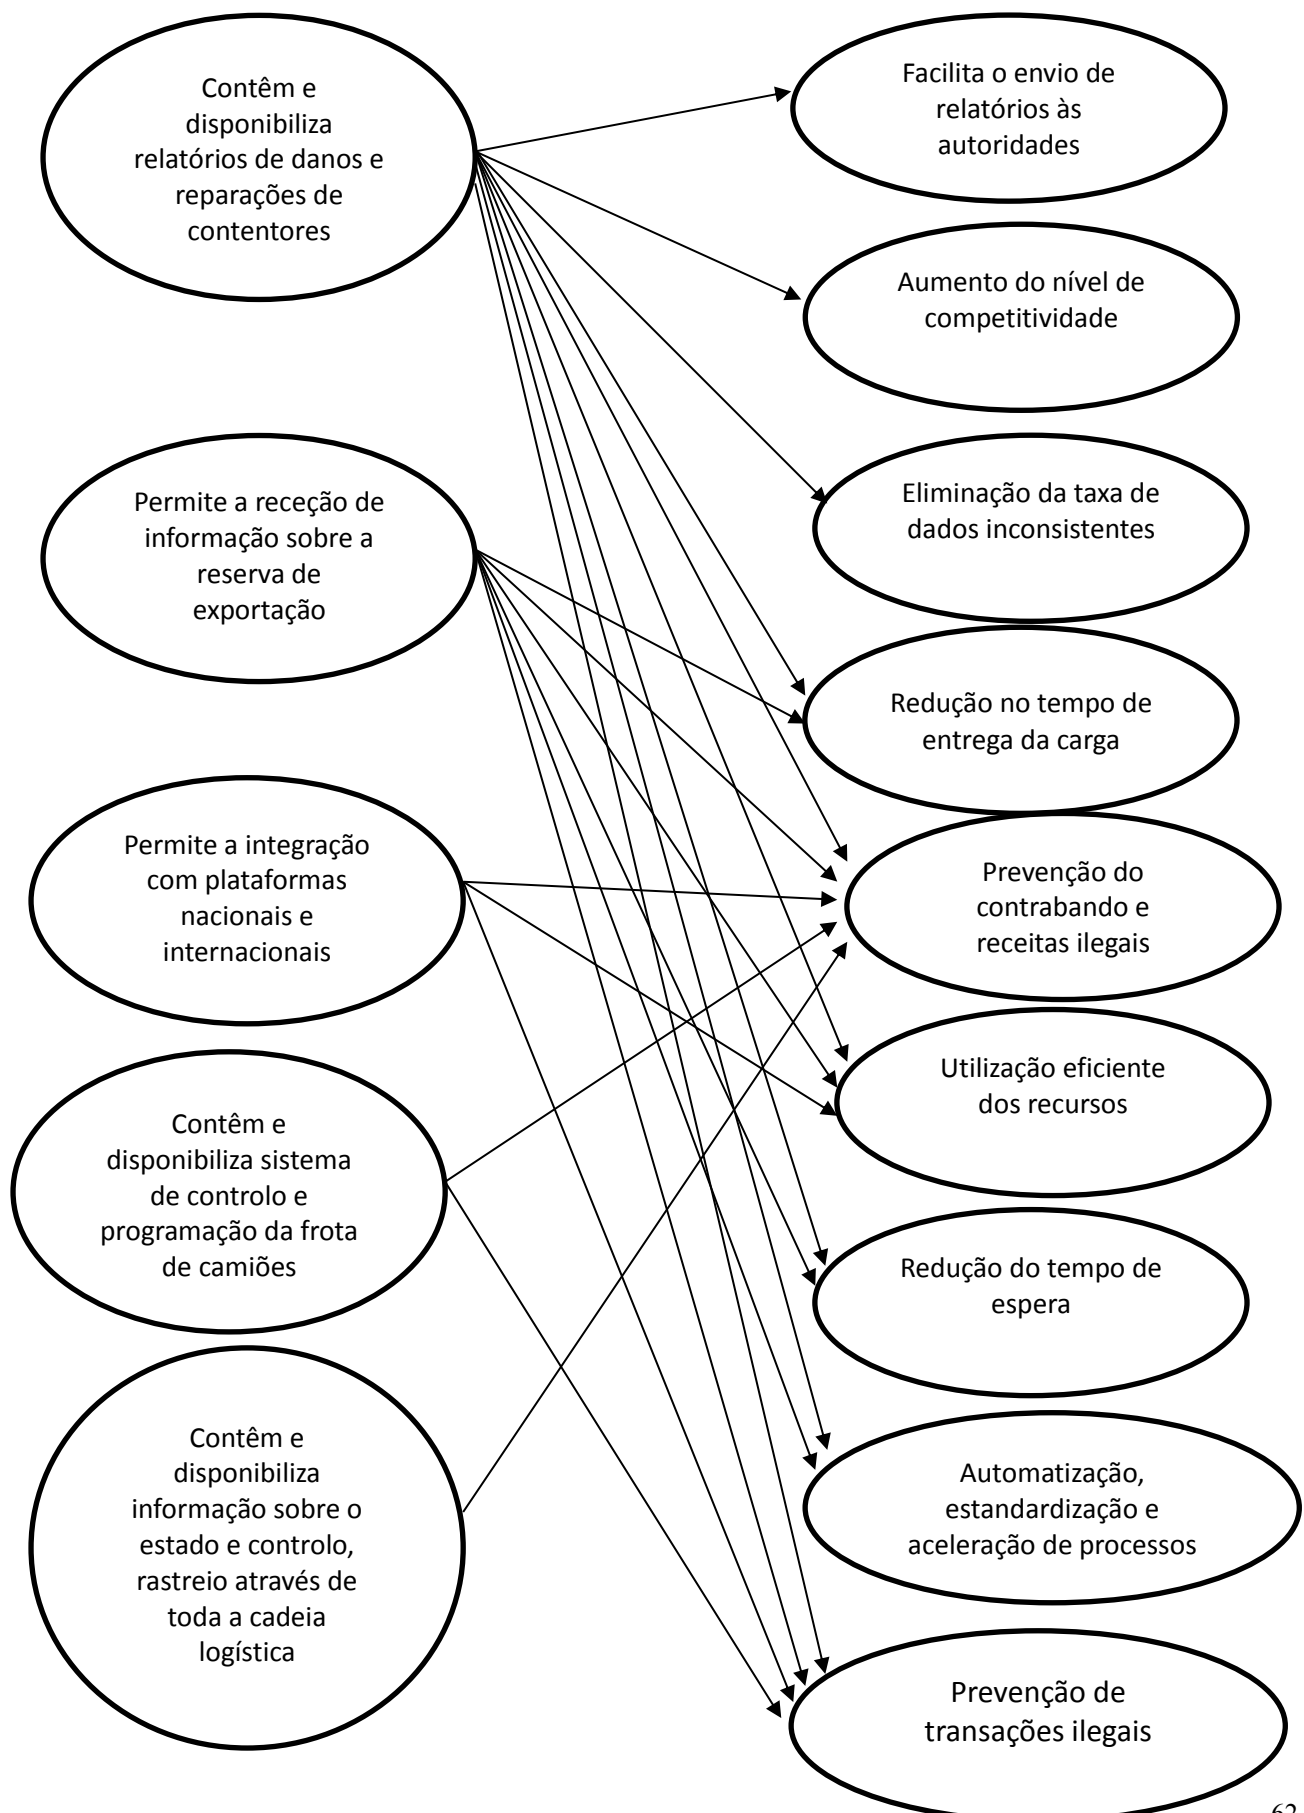 Contêm e
disponibiliza
relatórios de danos e
reparações de
contentores
Permite a receção de
informação sobre a
reserva de
exportação
Permite a integração
com plataformas
nacionais e
internacionais
Contêm e
disponibiliza sistema
de controlo e
programação da frota
de camiões
Contêm e
disponibiliza
informação sobre o
estado e controlo,
rastreio através de
toda a cadeia
logística
Facilita o envio de
relatórios às
autoridades
Aumento do nível de
competitividade
Eliminação da taxa de
dados inconsistentes
Redução no tempo de
entrega da carga
Prevenção do
contrabando e
receitas ilegais
Utilização eficiente
dos recursos
Redução do tempo de
espera
Automatização,
estandardização e
aceleração de processos
Prevenção de
transações ilegais
62